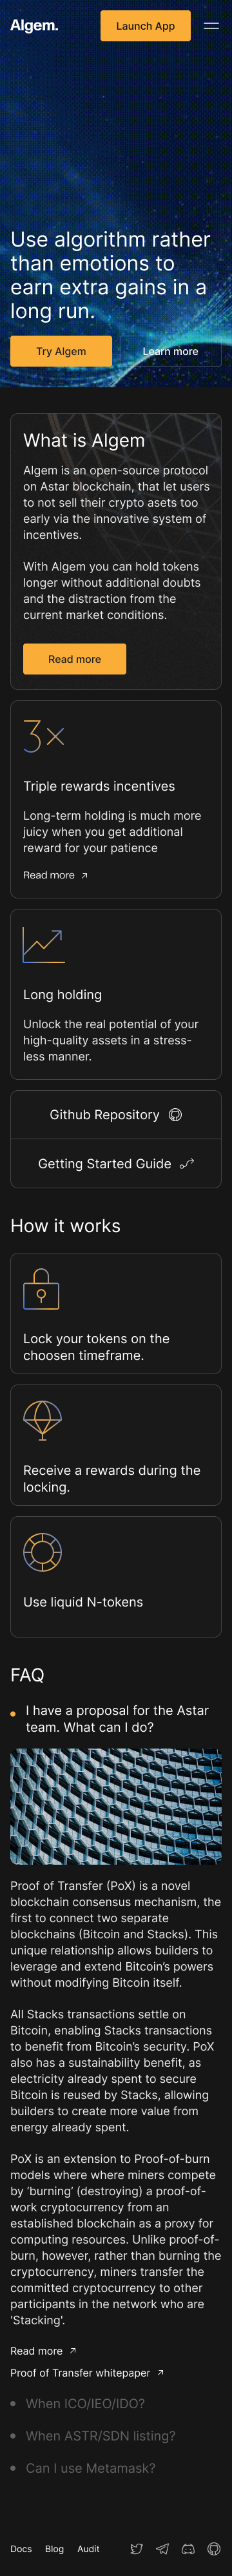 Algem.
Launch App
Use algorithm rather
than emotions to
earn extra gains in a
long run.
Try Algem
Learn more
What is Algem
Algem is an open-source protocol
on Astar blockchain, that let users
to not sell their crypto asets too
early via the innovative system of
incentives.
With Algem you can hold tokens
longer without additional doubts
and the distraction from the
current market conditions.
Read more
3×
Triple rewards incentives
Long-term holding is much more
juicy when you get additional
reward for your patience
Read more
Long holding
Unlock the real potential of your
high-quality assets in a stress-
less manner.
Github Repository
Getting Started Guide
How it works
Lock your tokens on the
choosen timeframe.
Receive a rewards during the
locking.
Use liquid N-tokens
FAQ
I have a proposal for the Astar
team. What can I do?
Proof of Transfer (PoX) is a novel
blockchain consensus mechanism, the
first to connect two separate
blockchains (Bitcoin and Stacks). This
unique relationship allows builders to
leverage and extend Bitcoin’s powers
without modifying Bitcoin itself.
All Stacks transactions settle on
Bitcoin, enabling Stacks transactions
to benefit from Bitcoin’s security. PoX
also has a sustainability benefit, as
electricity already spent to secure
Bitcoin is reused by Stacks, allowing
builders to create more value from
energy already spent.
PoX is an extension to Proof-of-burn
models where where miners compete
by ‘burning’ (destroying) a proof-of-
work cryptocurrency from an
established blockchain as a proxy for
computing resources. Unlike proof-of-
burn, however, rather than burning the
cryptocurrency, miners transfer the
committed cryptocurrency to other
participants in the network who are
'Stacking'.
Read more
Proof of Transfer whitepaper
When ICO/IEO/IDO?
When ASTR/SDN listing?
Can I use Metamask?
Docs Blog Audit